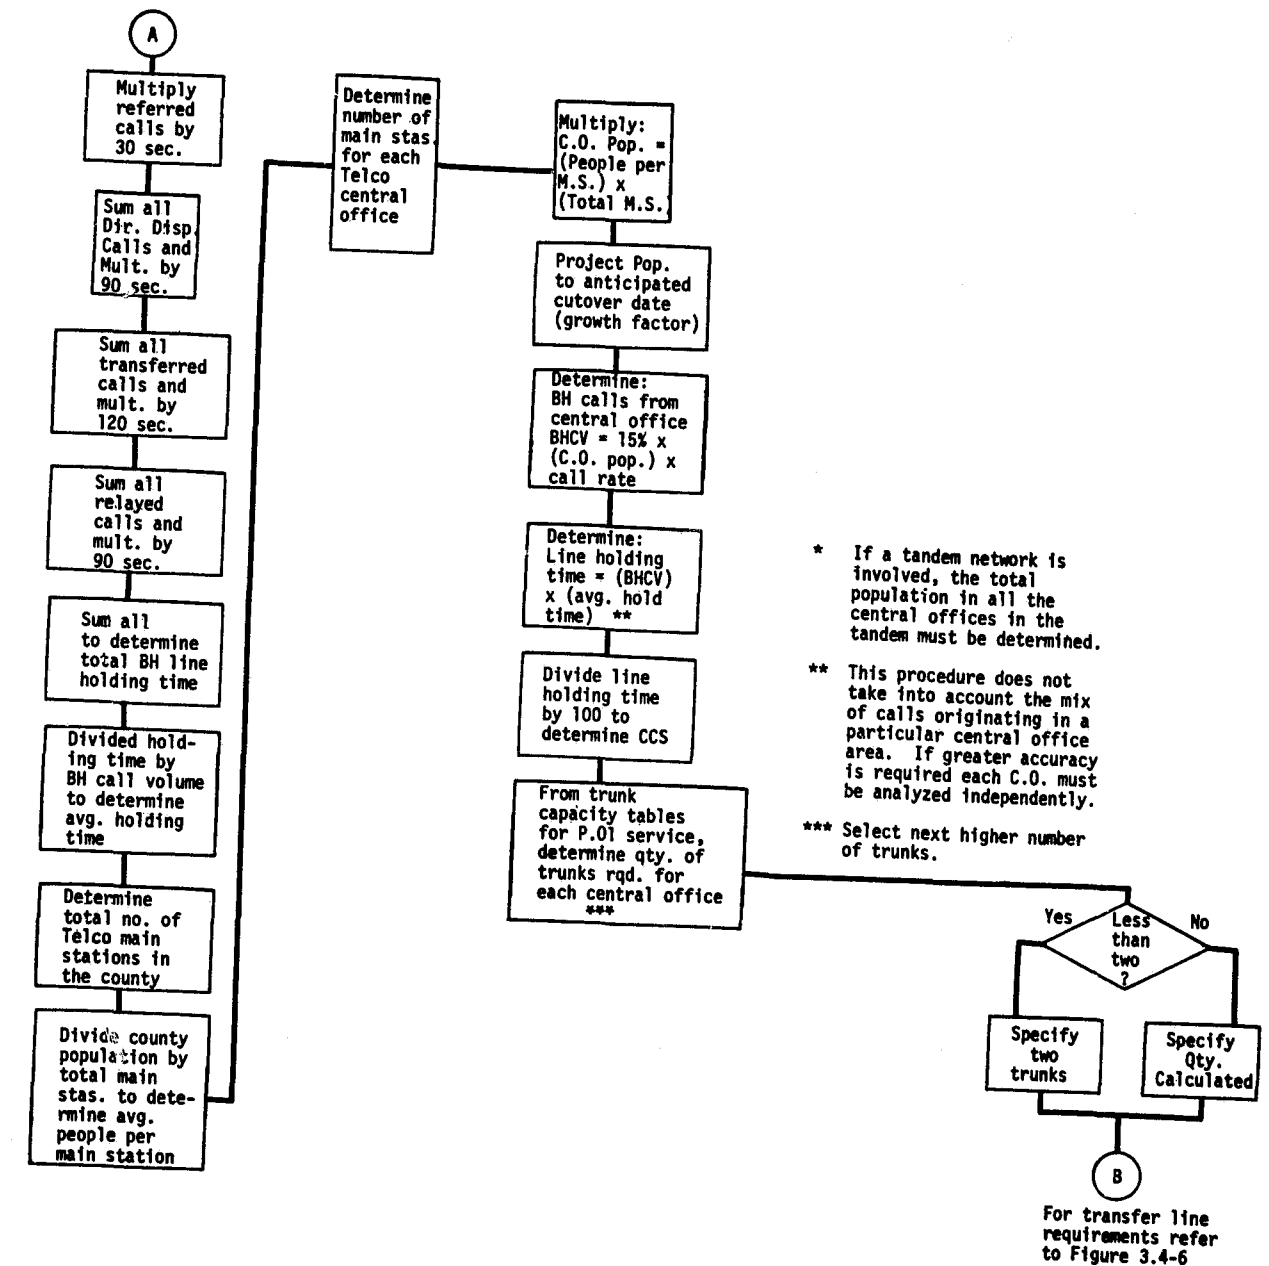 A
Multiply
referred
calls by
30 sec.
Sum all
Dir. Disp.
Calls and
Mult. by
90 sec.
Sum all
transferred
calls and
mult. by
120 sec.
Sum all
relayed
calls and
mult. by
90 sec.
Sum all
to determine
total BH line
holding time
Divided hold-
ing time by
BH call volume
to determine
avg. holding
time
Determine
total no. of
Telco main
stations in
the county
Divide county
population by
total main
stas. to dete-
rmine avg.
people per
main station
Determine
number of
main stas.
for each
Telco
central
office
Multiply:
C.O. Pop. =
(People per
M.S.) x
(Total M.S.)
Project Pop.
to anticipated
cutover date
(growth factor)
Determine:
BH calls from
central office
BHCV = 15% x
(C.O. pop.) x
call rate
Determine:
Line holding
time = (BHCV)
x (avg. hold
time) **
Divide line
holding time
by 100 to
determine CCS
From trunk
capacity tables
for P.01 service,
determine qty. of
trunks rqd. for
each central office
***
* If a tandem network is
involved, the total
population in all the
central offices in the
tandem must be determined.
** This procedure does not
take into account the mix
of calls originating in a
particular central office
area. If greater accuracy
is required each C.O. must
be analyzed independently.
*** Select next higher number
of trunks.
Yes
Less
than
two
?
No
Specify
two
trunks
Specify
Qty.
Calculated
B
For transfer line
requirements refer
to Figure 3.4-6